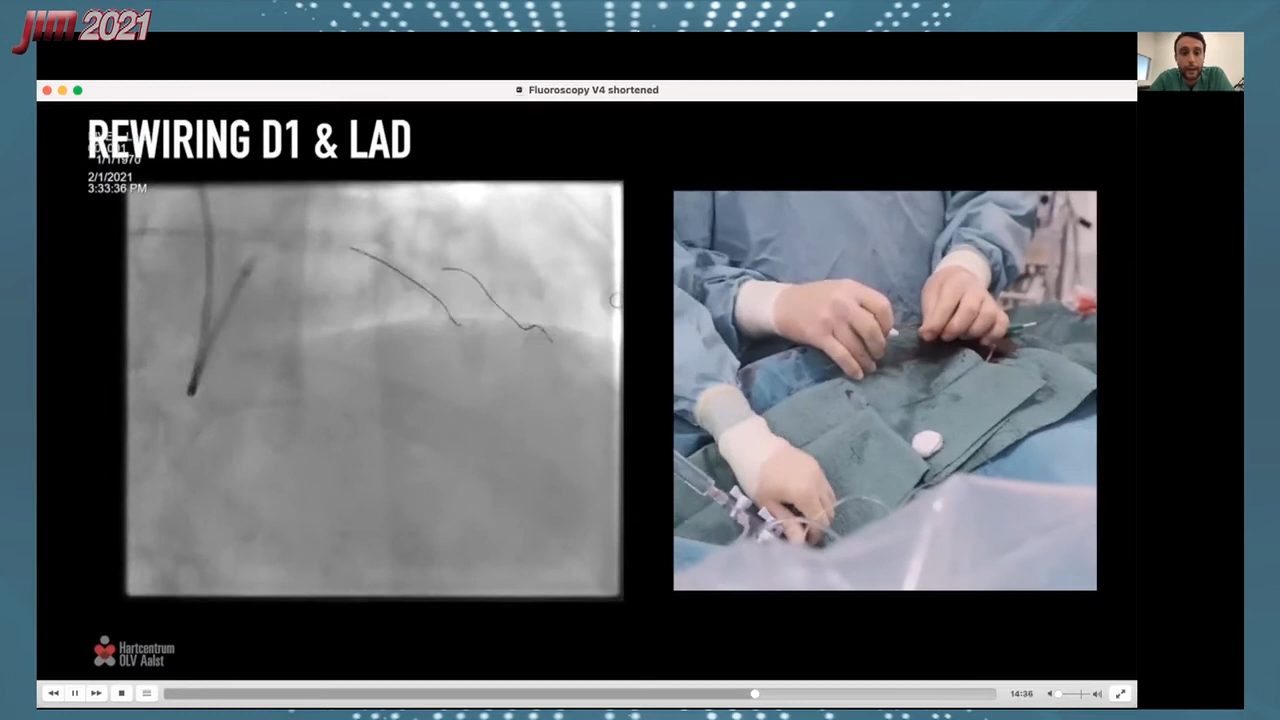 JIM 2021
Fluoroscopy V4 shortened
REWIRING D1 & LAD
1/1/1970
2/1/2021
3:33:36 PM
Hartcentrum
OLV Aalst
14:36